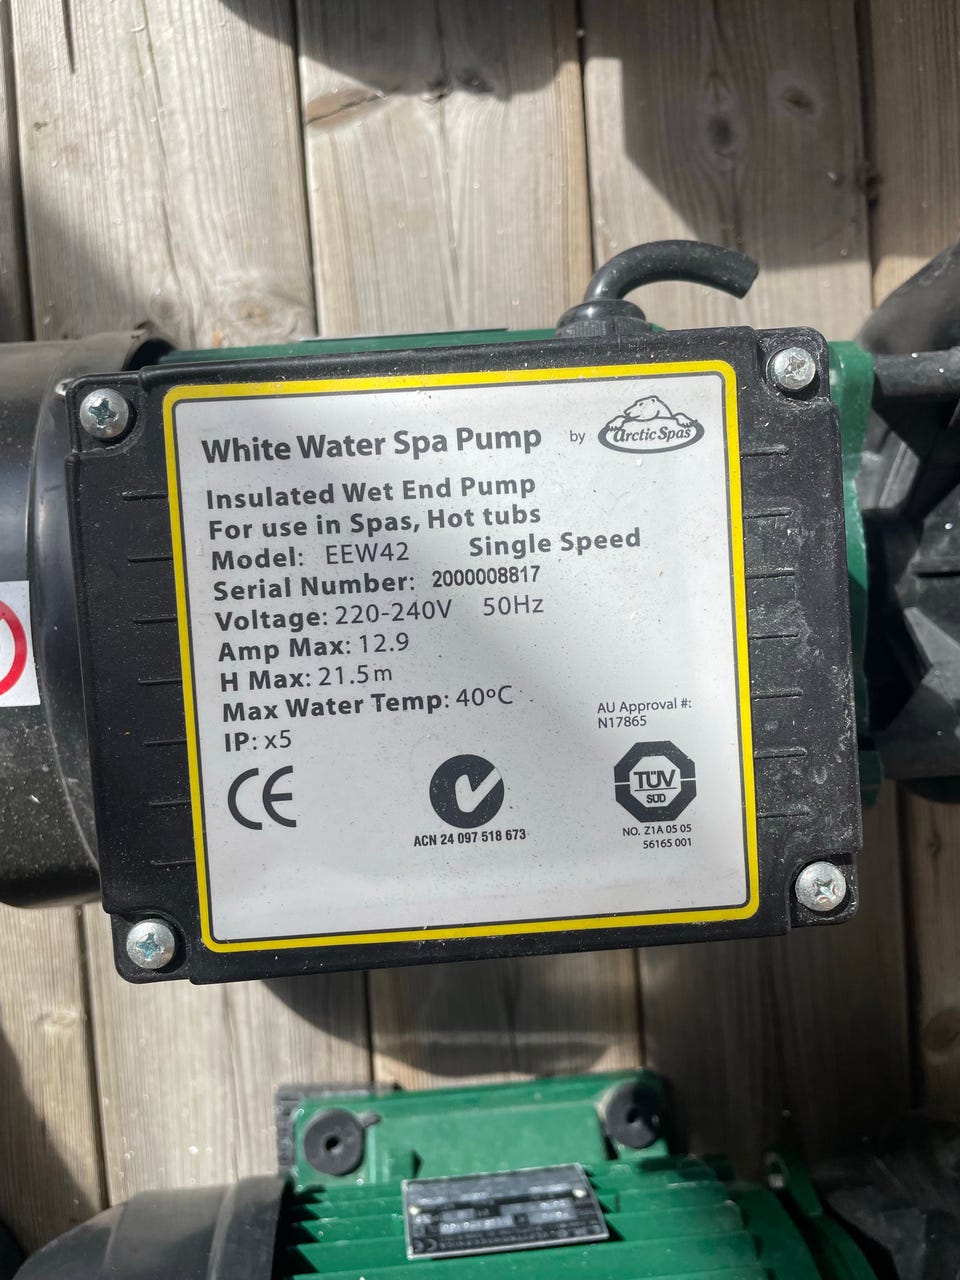 White Water Spa Pump by Arctic Spas
Insulated Wet End Pump
For use in Spas, Hot tubs
Model: EEW42 Single Speed
Serial Number: 2000008817
Voltage: 220-240V 50Hz
Amp Max: 12.9
H Max: 21.5m
Max Water Temp: 40ºC
IP: x5
AU Approval #:
N17865
CE
TÜV
SÜD
ACN 24 097 518 673
NO. Z1A 05 05
56165 001
CE